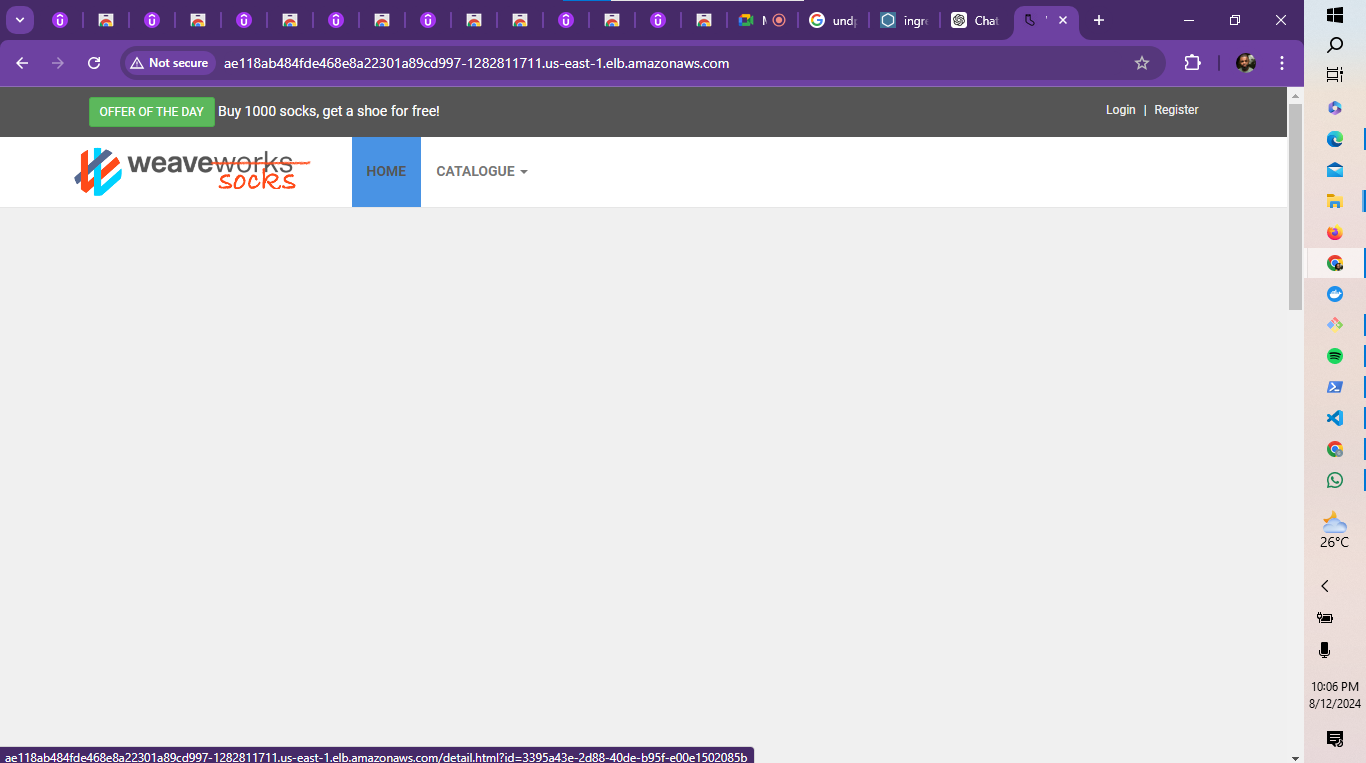 M
undp
ingre
Chat
Not secure
ae118ab484fde468e8a22301a89cd997-1282811711.us-east-1.elb.amazonaws.com
OFFER OF THE DAY Buy 1000 socks, get a shoe for free!
Login | Register
weaveworks
socks
HOME
CATALOGUE
26°C
10:06 PM
8/12/2024
ae118ab484fde468e8a22301a89cd997-1282811711.us-east-1.elb.amazonaws.com/detail.html?id=3395a43e-2d88-40de-b95f-e00e1502085b